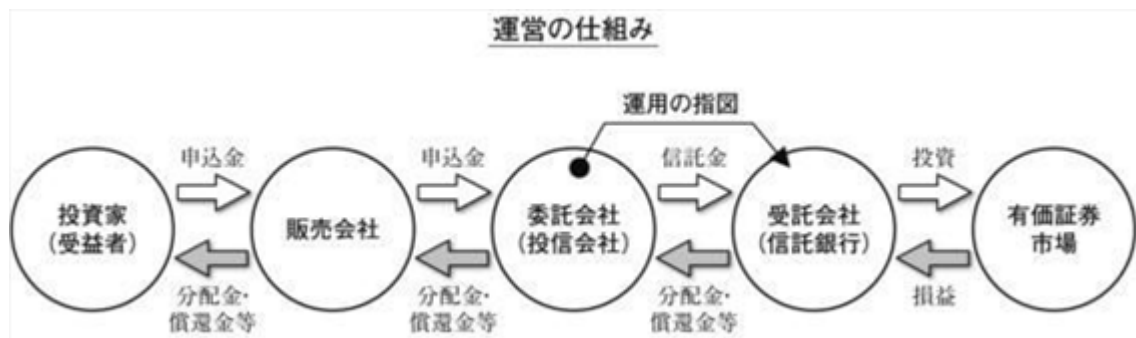 運営の仕組み
運用の指図
申込金
申込金
信託金
投資
投資家
(受益者)
販売会社
委託会社
(投信会社)
受託会社
(信託銀行)
有価証券
市場
分配金・
償還金等
分配金・
償還金等
分配金・
償還金等
損益